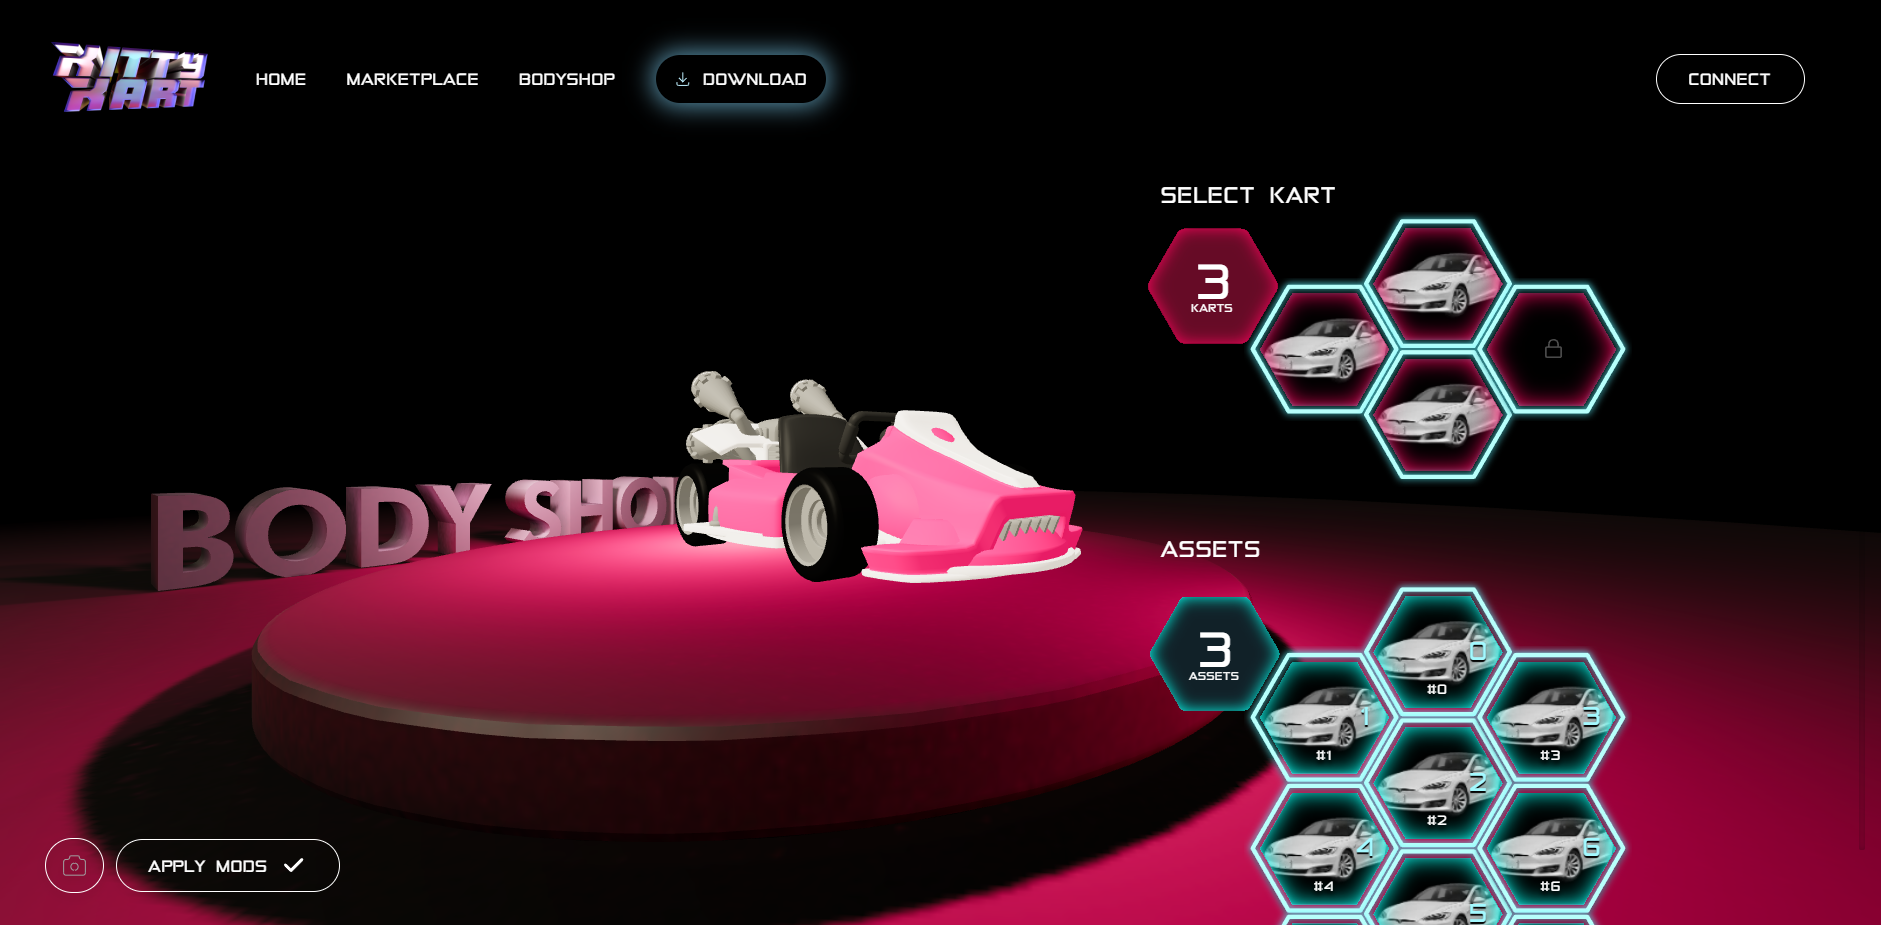 KITTY
KART
HOME
MARKETPLACE
BODYSHOP
DOWNLOAD
CONNECT
SELECT KART
3
KARTS
BODY SHO
ASSETS
3
ASSETS
0
#0
1
#1
3
#3
2
#2
4
#4
6
#6
5
APPLY MODS